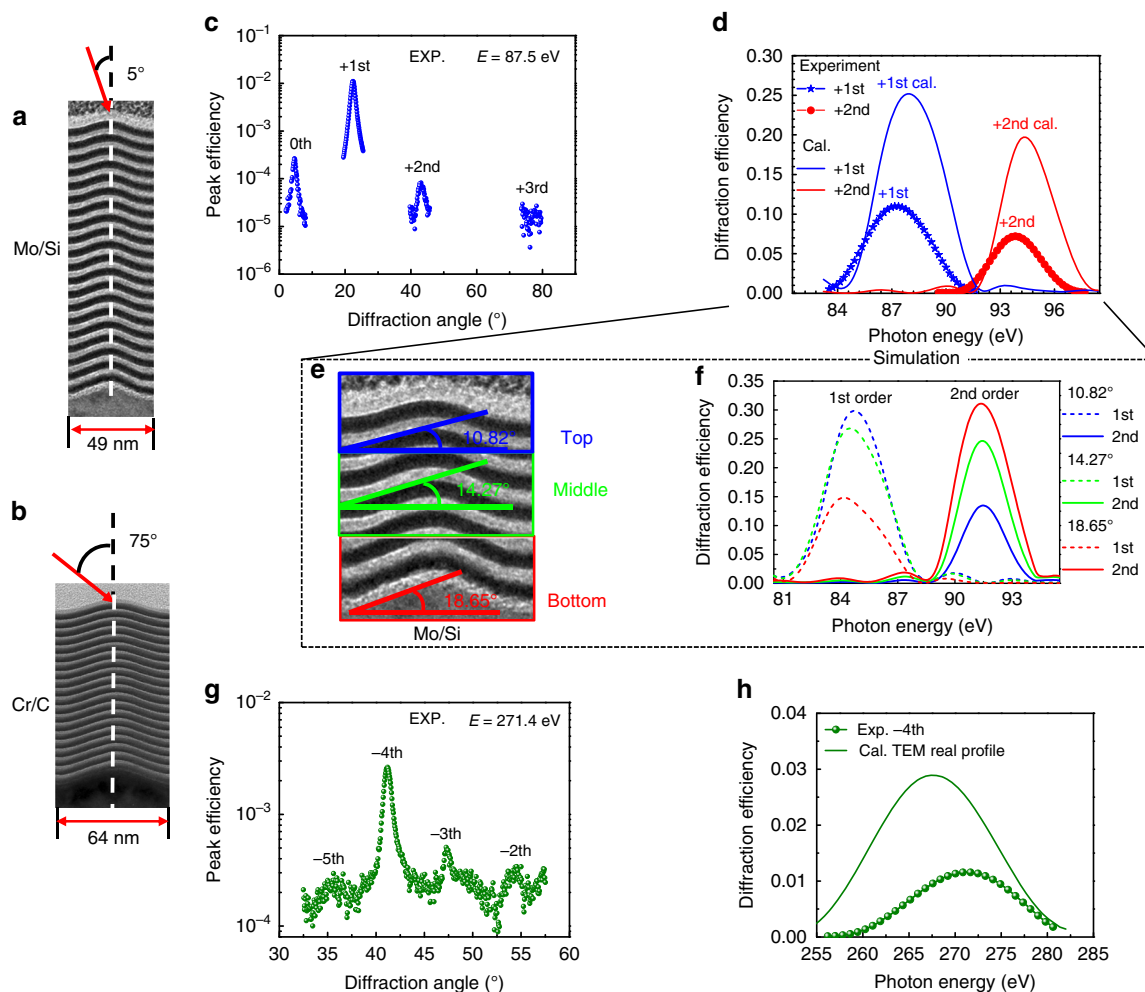 a
5°
Mo/Si
49 nm
b
75°
Cr/C
64 nm
c
EXP.
E = 87.5 eV
0th
+1st
+2nd
+3rd
10⁻¹
10⁻²
10⁻³
10⁻⁴
10⁻⁵
10⁻⁶
Peak efficiency
0 20 40 60 80
Diffraction angle (°)
d
Experiment
+1st
+2nd
Cal.
+1st
+2nd
+1st cal.
+2nd cal.
+1st
+2nd
0.30
0.25
0.20
0.15
0.10
0.05
0.00
Diffraction efficiency
84 87 90 93 96
Photon enegy (eV)
Simulation
e
10.82°
Top
14.27°
Middle
18.65°
Bottom
Mo/Si
f
1st order
2nd order
10.82°
1st
2nd
14.27°
1st
2nd
18.65°
1st
2nd
0.35
0.30
0.25
0.20
0.15
0.10
0.05
0.00
Diffraction efficiency
81 84 87 90 93
Photon energy (eV)
g
EXP.
E = 271.4 eV
–5th
–4th
–3th
–2th
10⁻²
10⁻³
10⁻⁴
Peak efficiency
30 35 40 45 50 55 60
Diffraction angle (°)
h
Exp. –4th
Cal. TEM real profile
0.04
0.03
0.02
0.01
0.00
Diffraction efficiency
255 265 270 275 280 285
Photon energy (eV)